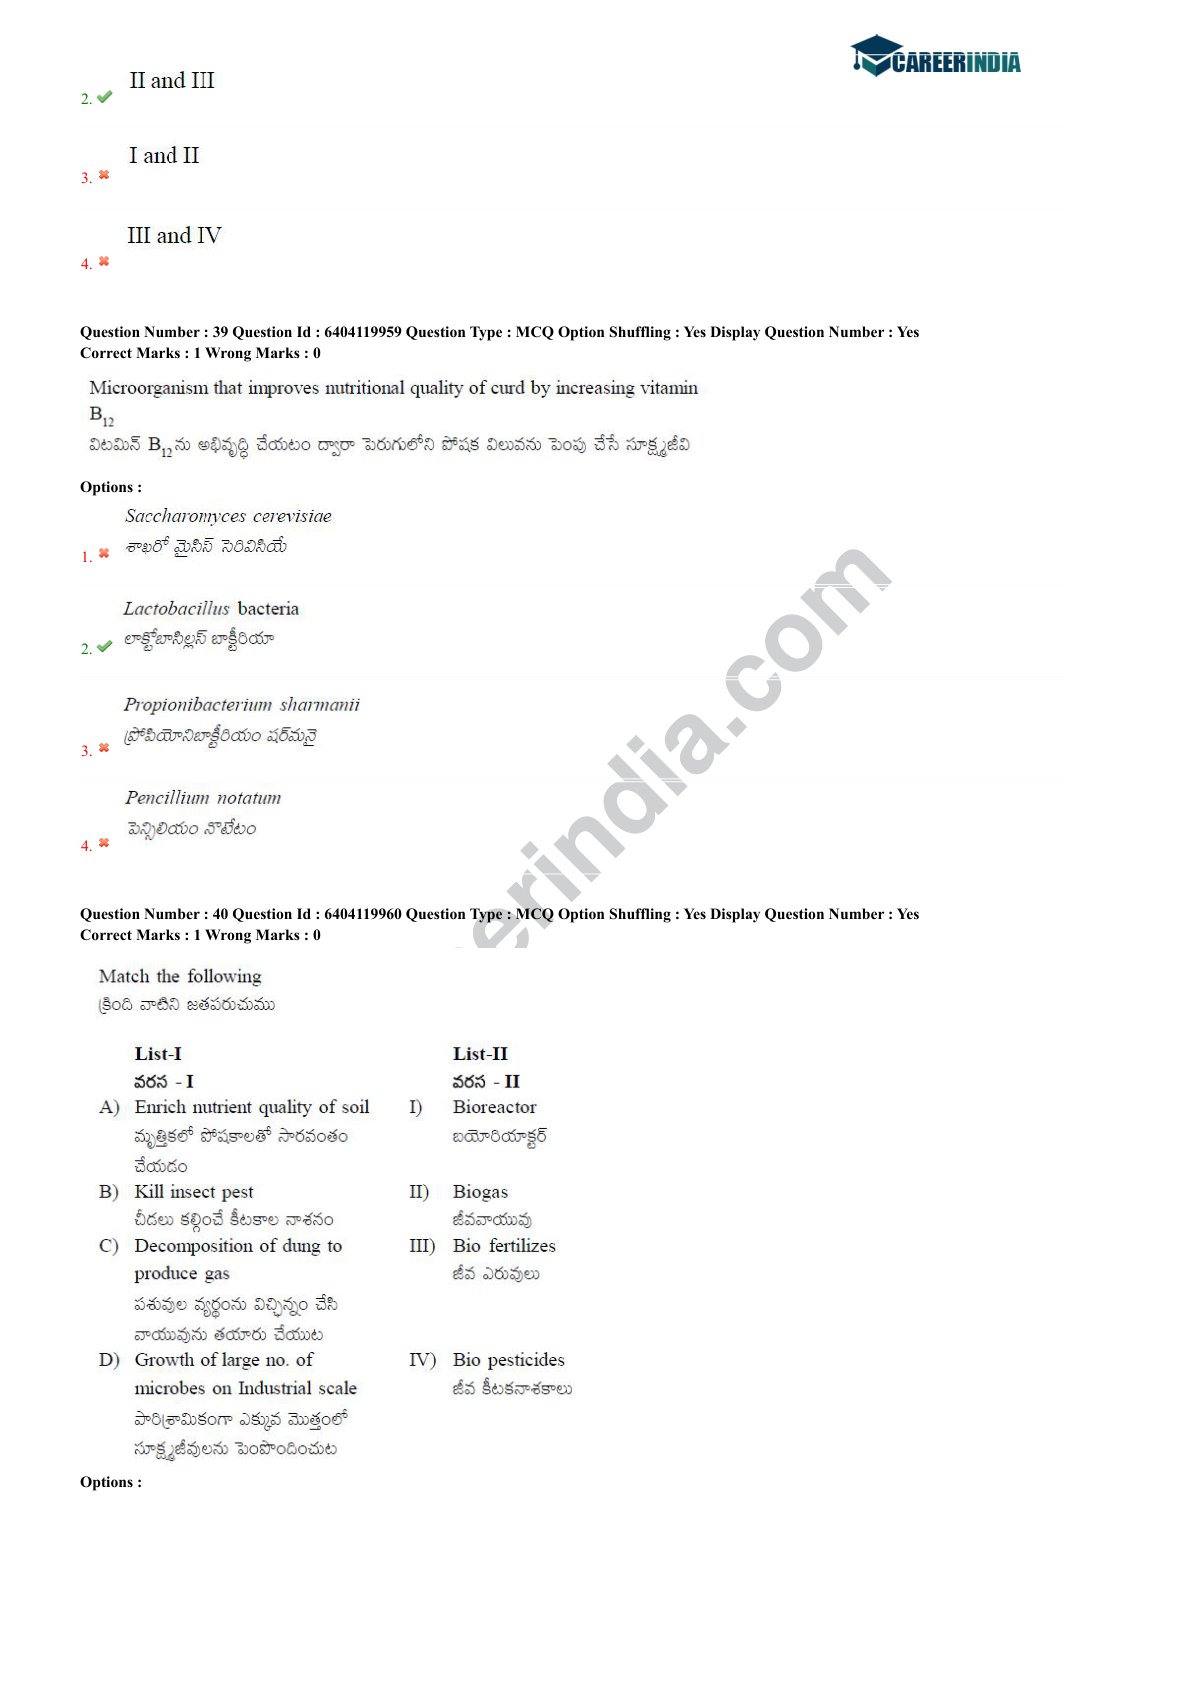 CAREERINDIA
II and III
2.
I and II
3.
III and IV
4.
Question Number : 39 Question Id : 6404119959 Question Type : MCQ Option Shuffling : Yes Display Question Number : Yes
Correct Marks : 1 Wrong Marks : 0
Microorganism that improves nutritional quality of curd by increasing vitamin
B12
విటమిన్ B12ను అభివృద్ధి చేయటం ద్వారా పెరుగులోని పోషక విలువను పెంపు చేసే సూక్ష్మజీవి
Options :
Saccharomyces cerevisiae
1. శాఖరో మైసిస్ సెరివిసియే
Lactobacillus bacteria
2. లాక్టోబాసిల్లస్ బాక్టీరియా
Propionibacterium sharmanii
3. ప్రోపియోనిబాక్టీరియం షర్‌మనై
Pencillium notatum
4. పెన్సిలియం నొటేటం
erindia.com
Question Number : 40 Question Id : 6404119960 Question Type : MCQ Option Shuffling : Yes Display Question Number : Yes
Correct Marks : 1 Wrong Marks : 0
Match the following
క్రింది వాటిని జతపరుచుము
List-I List-II
వరస - I వరస - II
A) Enrich nutrient quality of soil I) Bioreactor
మృత్తికలో పోషకాలతో సారవంతం బయోరియాక్టర్
చేయడం
B) Kill insect pest II) Biogas
చీడలు కల్గించే కీటకాల నాశనం జీవవాయువు
C) Decomposition of dung to III) Bio fertilizes
produce gas జీవ ఎరువులు
పశువుల వ్యర్థంను విచ్ఛిన్నం చేసి
వాయువును తయారు చేయుట
D) Growth of large no. of IV) Bio pesticides
microbes on Industrial scale జీవ కీటకనాశకాలు
పారిశ్రామికంగా ఎక్కువ మొత్తంలో
సూక్ష్మజీవులను పెంపొందించుట
Options :